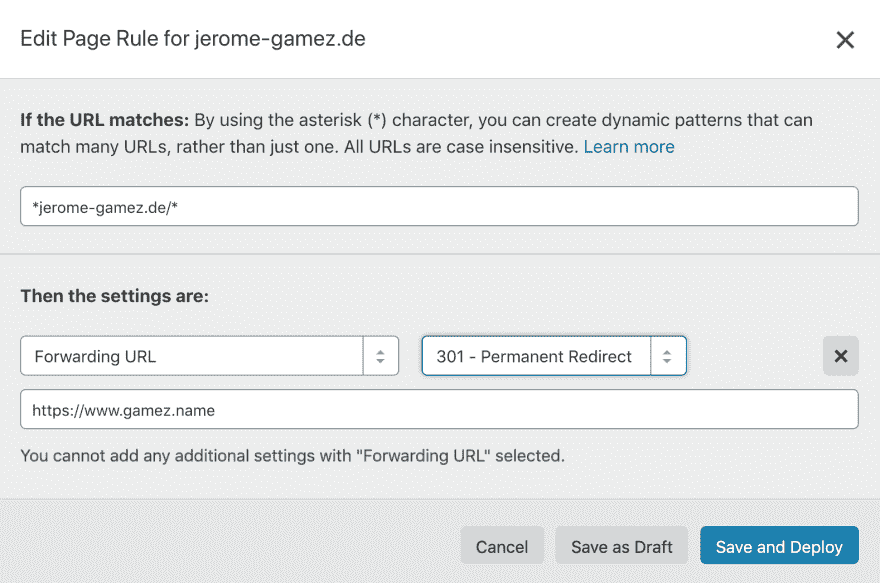 Edit Page Rule for jerome-gamez.de
If the URL matches: By using the asterisk (*) character, you can create dynamic patterns that can
match many URLs, rather than just one. All URLs are case insensitive. Learn more
*jerome-gamez.de/*
Then the settings are:
Forwarding URL
301 - Permanent Redirect
https://www.gamez.name
You cannot add any additional settings with "Forwarding URL" selected.
Cancel
Save as Draft
Save and Deploy